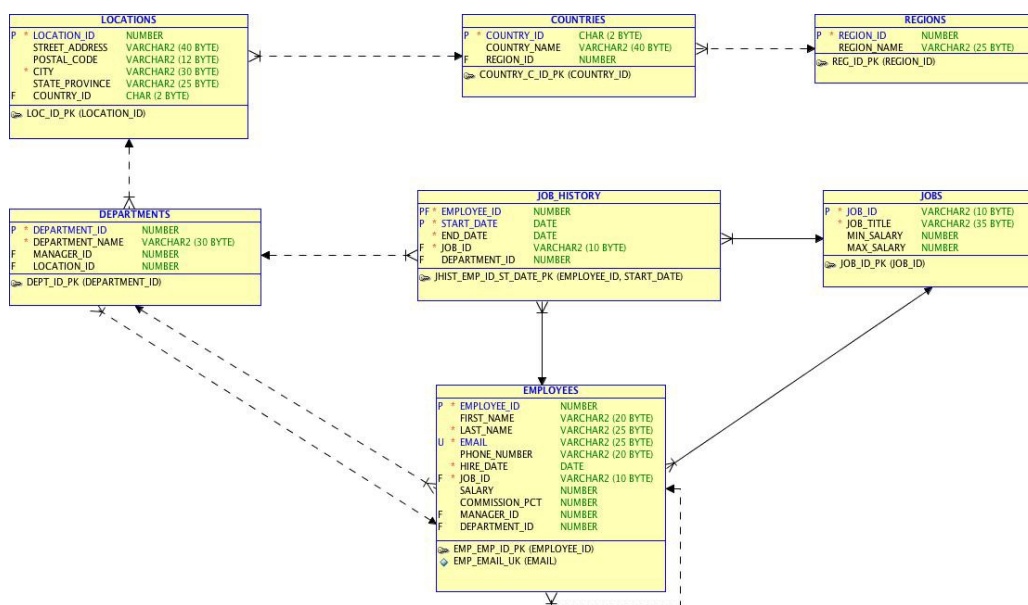 LOCATIONS
P * LOCATION_ID NUMBER
STREET_ADDRESS VARCHAR2 (40 BYTE)
POSTAL_CODE VARCHAR2 (12 BYTE)
* CITY VARCHAR2 (30 BYTE)
STATE_PROVINCE VARCHAR2 (25 BYTE)
F COUNTRY_ID CHAR (2 BYTE)
LOC_ID_PK (LOCATION_ID)
COUNTRIES
P * COUNTRY_ID CHAR (2 BYTE)
COUNTRY_NAME VARCHAR2 (40 BYTE)
F REGION_ID NUMBER
COUNTRY_C_ID_PK (COUNTRY_ID)
REGIONS
P * REGION_ID NUMBER
REGION_NAME VARCHAR2 (25 BYTE)
REG_ID_PK (REGION_ID)
DEPARTMENTS
P * DEPARTMENT_ID NUMBER
* DEPARTMENT_NAME VARCHAR2 (30 BYTE)
F MANAGER_ID NUMBER
F LOCATION_ID NUMBER
DEPT_ID_PK (DEPARTMENT_ID)
JOB_HISTORY
PF * EMPLOYEE_ID NUMBER
P * START_DATE DATE
* END_DATE DATE
F * JOB_ID VARCHAR2 (10 BYTE)
F DEPARTMENT_ID NUMBER
JHIST_EMP_ID_ST_DATE_PK (EMPLOYEE_ID, START_DATE)
JOBS
P * JOB_ID VARCHAR2 (10 BYTE)
* JOB_TITLE VARCHAR2 (35 BYTE)
MIN_SALARY NUMBER
MAX_SALARY NUMBER
JOB_ID_PK (JOB_ID)
EMPLOYEES
P * EMPLOYEE_ID NUMBER
FIRST_NAME VARCHAR2 (20 BYTE)
* LAST_NAME VARCHAR2 (25 BYTE)
U * EMAIL VARCHAR2 (25 BYTE)
PHONE_NUMBER VARCHAR2 (20 BYTE)
* HIRE_DATE DATE
F * JOB_ID VARCHAR2 (10 BYTE)
SALARY NUMBER
COMMISSION_PCT NUMBER
F MANAGER_ID NUMBER
F DEPARTMENT_ID NUMBER
EMP_EMP_ID_PK (EMPLOYEE_ID)
EMP_EMAIL_UK (EMAIL)